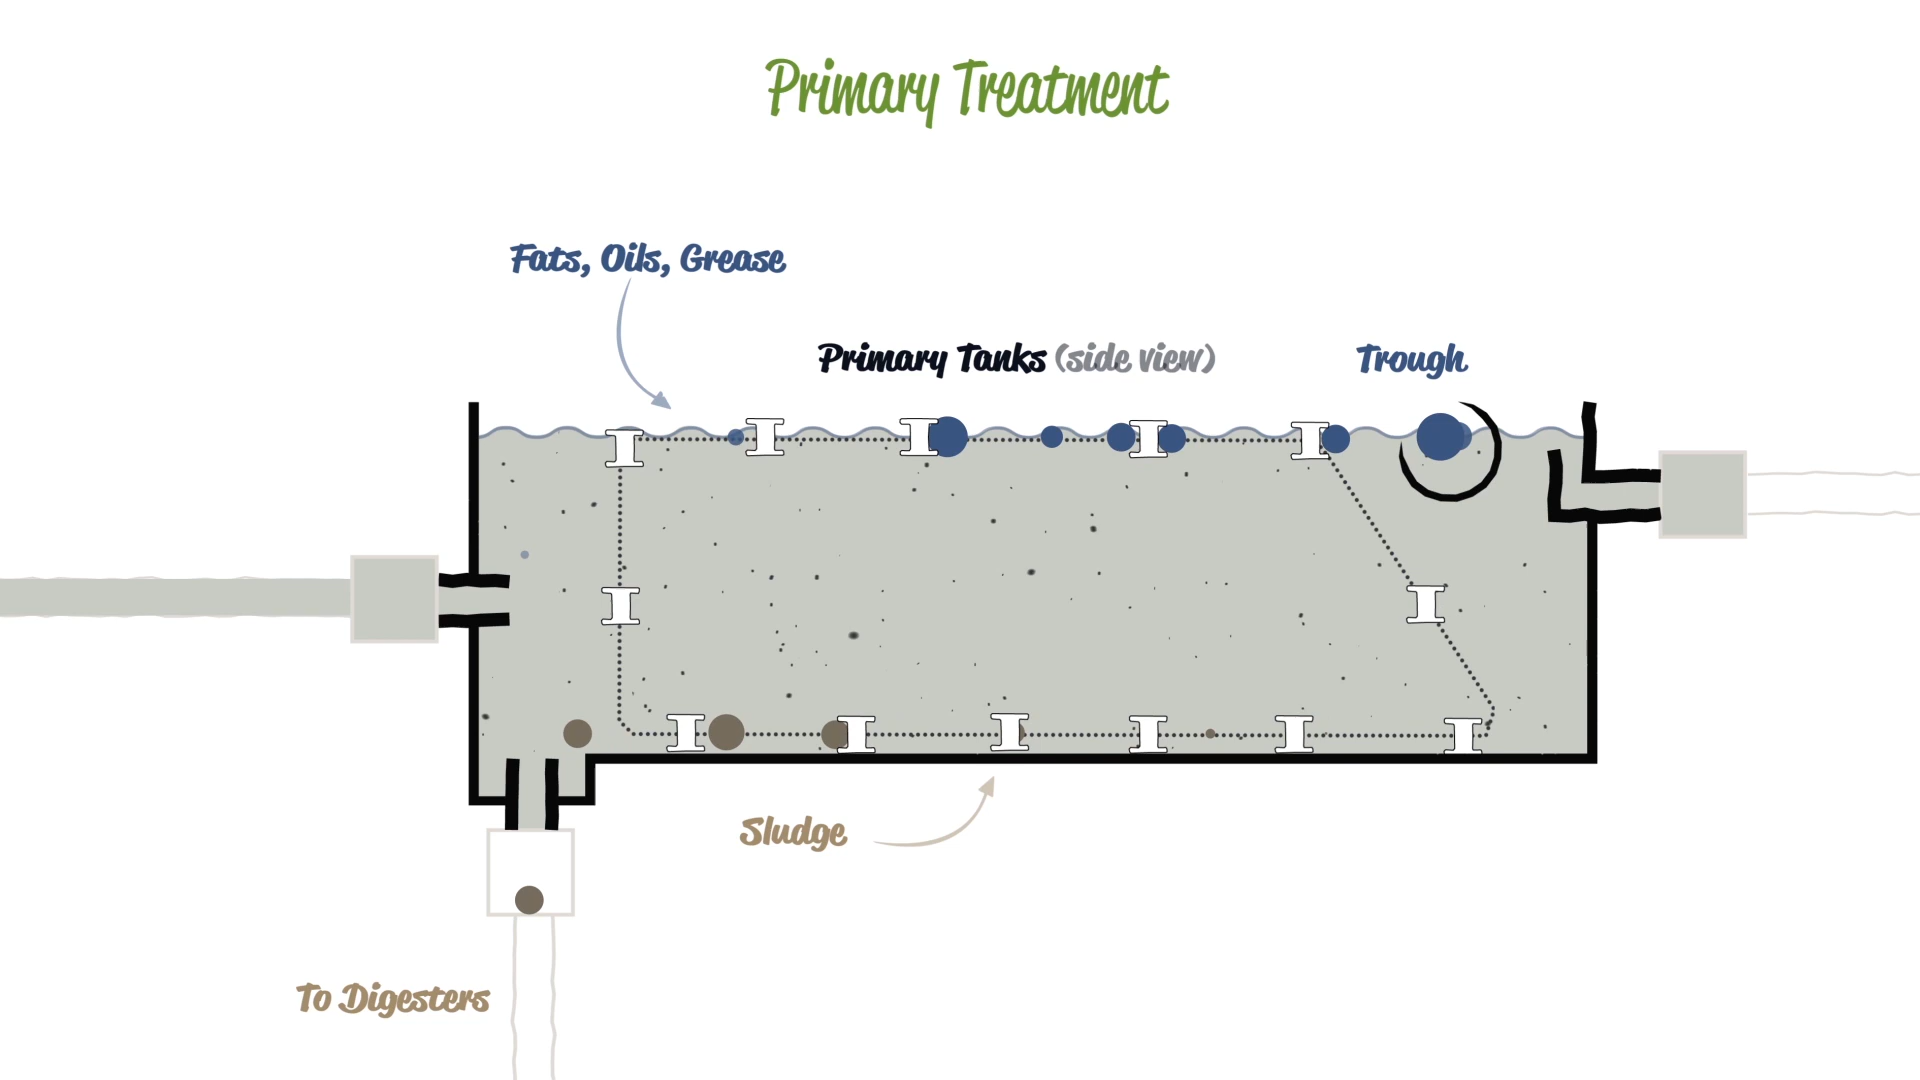 Primary Treatment
Fats, Oils, Grease
Primary Tanks (side view)
Trough
Sludge
To Digesters